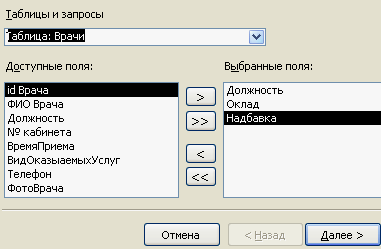 Таблицы и запросы
Таблица: Врачи
Доступные поля:
Выбранные поля:
id Врача
ФИО Врача
Должность
№ кабинета
ВремяПриема
ВидОказыаемыхУслуг
Телефон
ФотоВрача
>
>>
<
<<
Должность
Оклад
Надбавка
Отмена
< Назад
Далее >